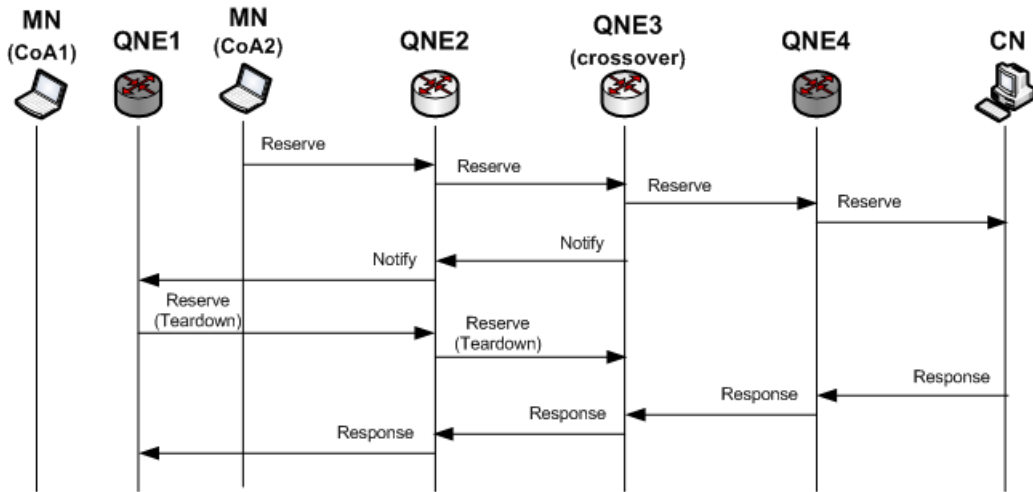 MN
(CoA1)
QNE1
MN
(CoA2)
QNE2
QNE3
(crossover)
QNE4
CN
Reserve
Reserve
Reserve
Reserve
Notify
Notify
Reserve
(Teardown)
Reserve
(Teardown)
Response
Response
Response
Response